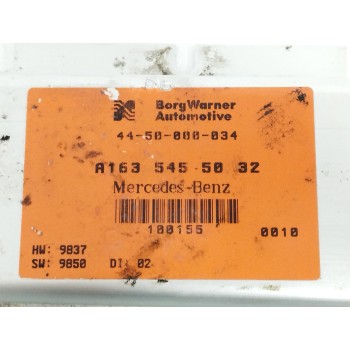 BorgWarner
Automotive
44-50-000-034
A163 545 50 32
Mercedes-Benz
100155
0010
HW: 9837
SW: 9850 DI: 02